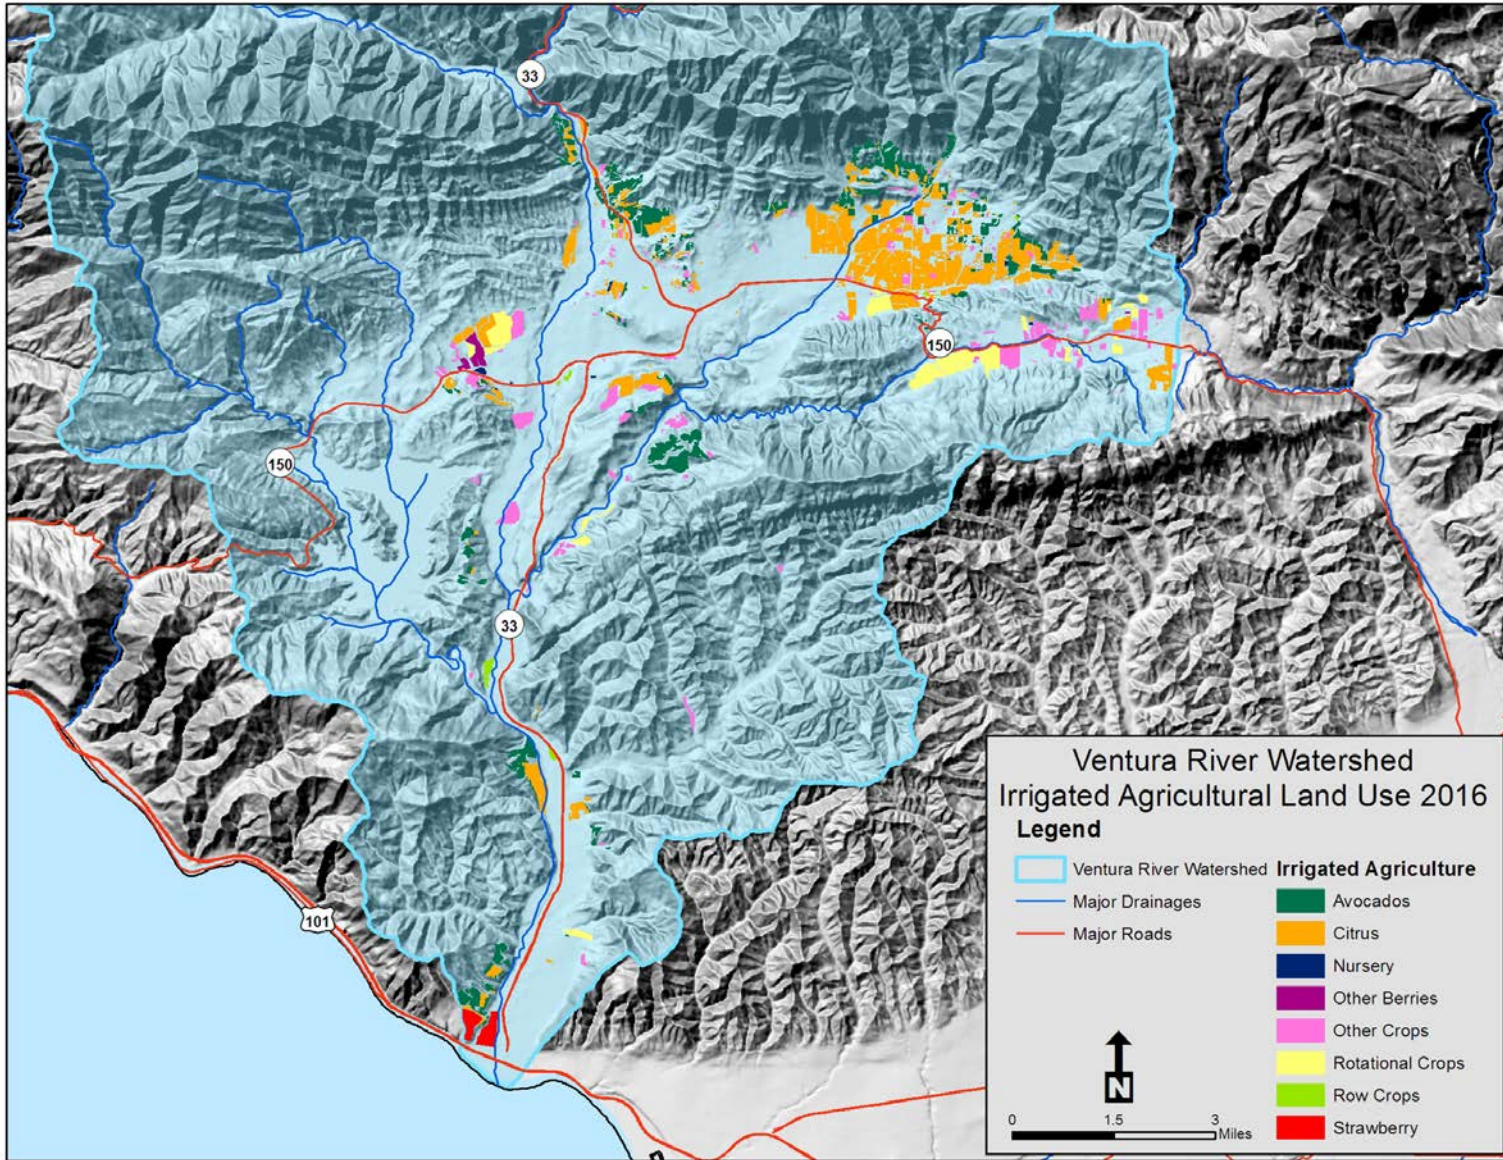 33
150
150
33
101
Ventura River Watershed
Irrigated Agricultural Land Use 2016
Legend
Ventura River Watershed
Major Drainages
Major Roads
Irrigated Agriculture
Avocados
Citrus
Nursery
Other Berries
Other Crops
Rotational Crops
Row Crops
Strawberry
N
0 1.5 3
Miles